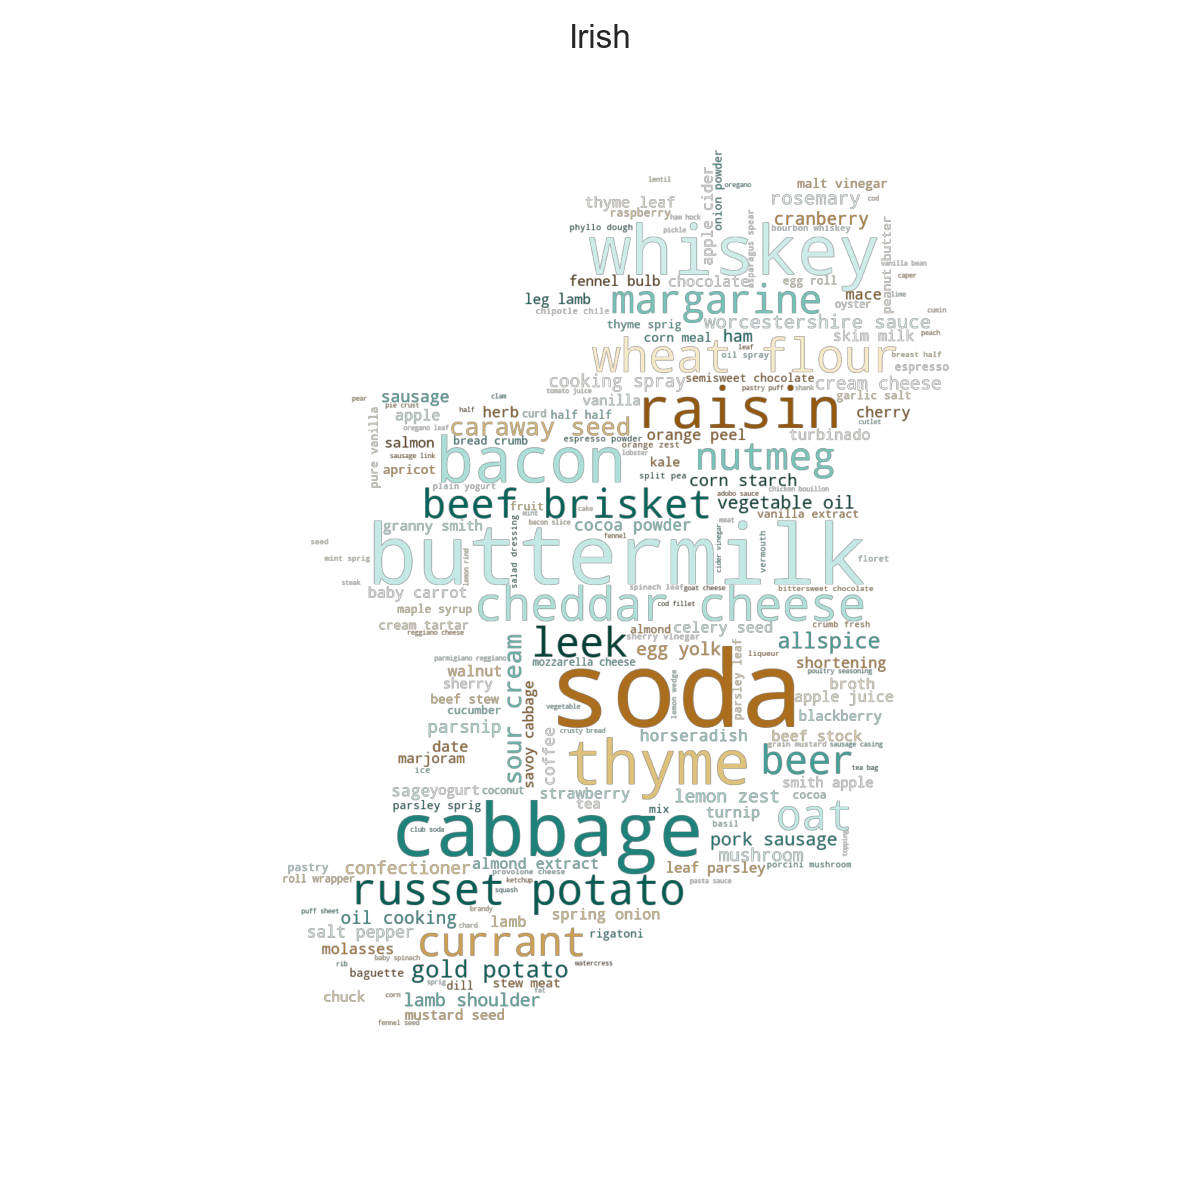 Irish
lentil
onion powder
oregano
malt vinegar
apple cider
thyme leaf
rosemary
cod
raspberry
ham hock
cranberry
asparagus spear
phyllo dough
pickle
bourbon whiskey
peanut butter
whiskey
vanilla bean
fennel bulb
chocolate
egg roll
caper
leg lamb
margarine
mace
lime
chipotle chile
oyster
cumin
thyme sprig
worcestershire sauce
corn meal
ham
skim milk
peach
leaf
wheat flour
oil spray
breast half
espresso
cooking spray
semisweet chocolate
cream cheese
tomato juice
pastry puff
shank
garlic salt
pear
sausage
clam
vanilla
raisin
pie crust
pure vanilla
apple
half
herb
curd
half half
cherry
cutlet
oregano leaf
caraway seed
orange peel
turbinado
salmon
bread crumb
espresso powder
orange zest
sausage link
bacon
lobster
nutmeg
apricot
kale
split pea
corn starch
plain yogurt
chicken bouillon
beef brisket
adobo sauce
vegetable oil
fruit
cake
vanilla extract
mint
granny smith
bacon slice
cocoa powder
meat
salad dressing
fennel
cider vinegar
vermouth
seed
buttermilk
mint sprig
lemon rind
floret
steak
spinach leaf
goat cheese
bittersweet chocolate
baby carrot
cheddar cheese
cod fillet
maple syrup
cream tartar
reggiano cheese
leek
almond
celery seed
crumb fresh
sherry vinegar
allspice
sour cream
egg yolk
parsley leaf
liqueur
parmigiano reggiano
mozzarella cheese
shortening
walnut
poultry seasoning
sherry
soda
lemon wedge
broth
beef stew
savoy cabbage
apple juice
cucumber
vegetable
blackberry
parsnip
crusty bread
horseradish
beef stock
coffee
grain mustard
sausage casing
date
thyme
beer
marjoram
tea bag
ice
smith apple
sage
yogurt
coconut
strawberry
lemon zest
cocoa
parsley sprig
tea
mix
turnip
oat
cabbage
basil
club soda
pork sausage
topping
mushroom
pastry
confectioner
almond extract
leaf parsley
porcini mushroom
provolone cheese
roll wrapper
ketchup
pasta sauce
russet potato
squash
puff sheet
brandy
oil cooking
lamb
spring onion
chard
salt pepper
currant
rigatoni
molasses
baby spinach
rib
gold potato
watercress
baguette
sprig
dill
stew meat
fat
chuck
corn
lamb shoulder
mustard seed
fennel seed